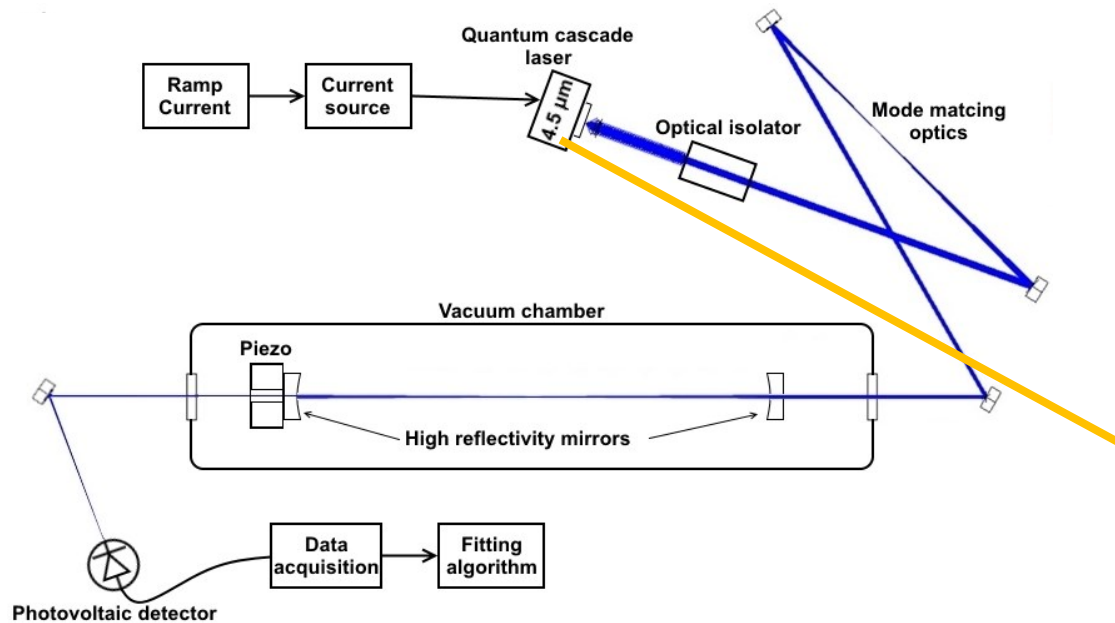 Quantum cascade
laser
Ramp
Current
Current
source
4.5 µm
Optical isolator
Mode matcing
optics
Vacuum chamber
Piezo
High reflectivity mirrors
Data
acquisition
Fitting
algorithm
Photovoltaic detector